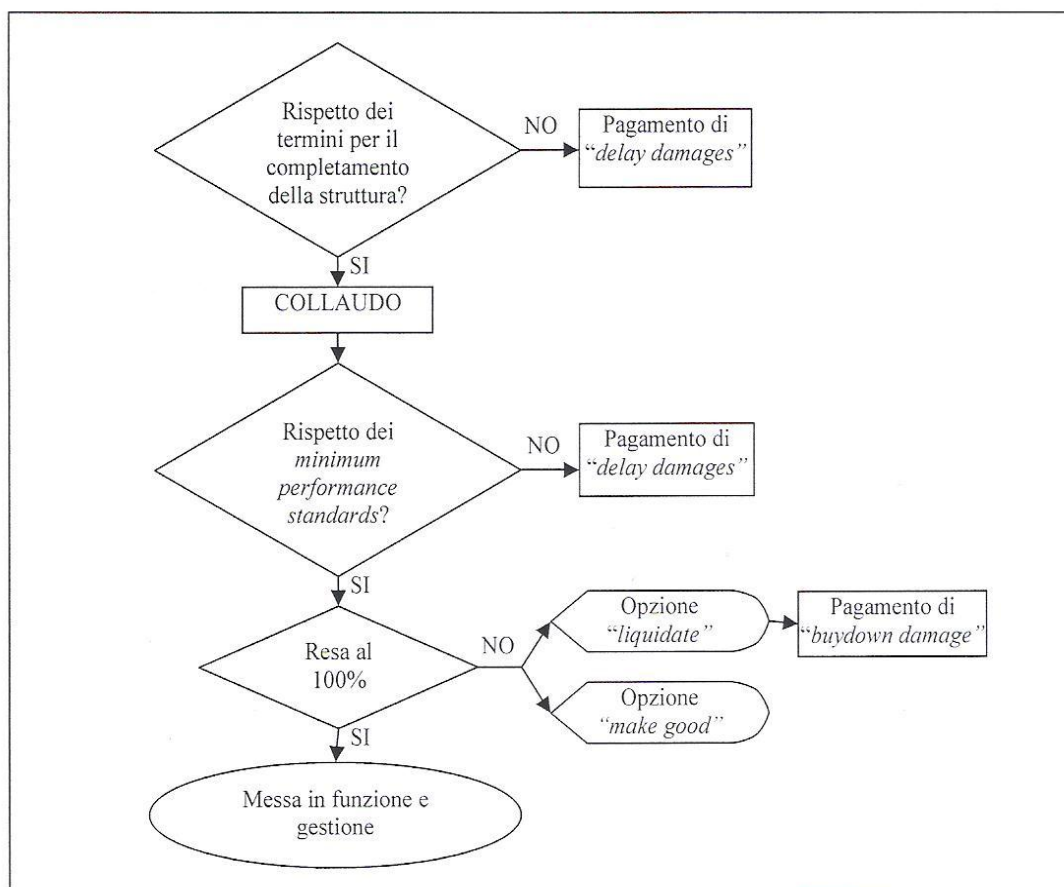 Rispetto dei
termini per il
completamento
della struttura?
NO
Pagamento di
“delay damages”
SI
COLLAUDO
Rispetto dei
minimum
performance
standards?
NO
Pagamento di
“delay damages”
SI
Resa al
100%
NO
Opzione
“liquidate”
Pagamento di
“buydown damage”
Opzione
“make good”
SI
Messa in funzione e
gestione